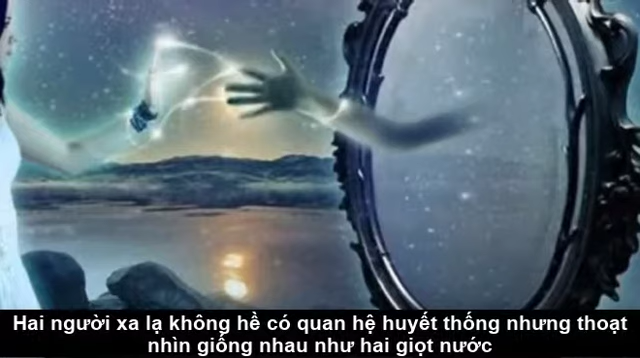 Hai người xa lạ không hề có quan hệ huyết thống nhưng thoạt
nhìn giống nhau như hai giọt nước